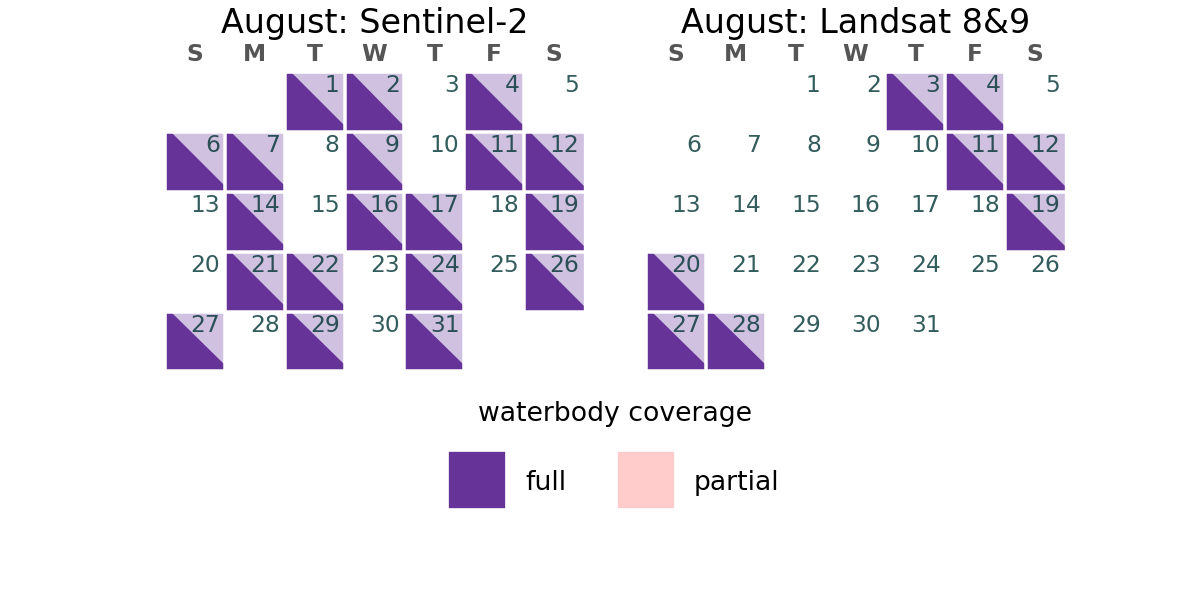 August: Sentinel-2
S M T W T F S
1 2 3 4 5
6 7 8 9 10 11 12
13 14 15 16 17 18 19
20 21 22 23 24 25 26
27 28 29 30 31
August: Landsat 8&9
S M T W T F S
1 2 3 4 5
6 7 8 9 10 11 12
13 14 15 16 17 18 19
20 21 22 23 24 25 26
27 28 29 30 31
waterbody coverage
full partial